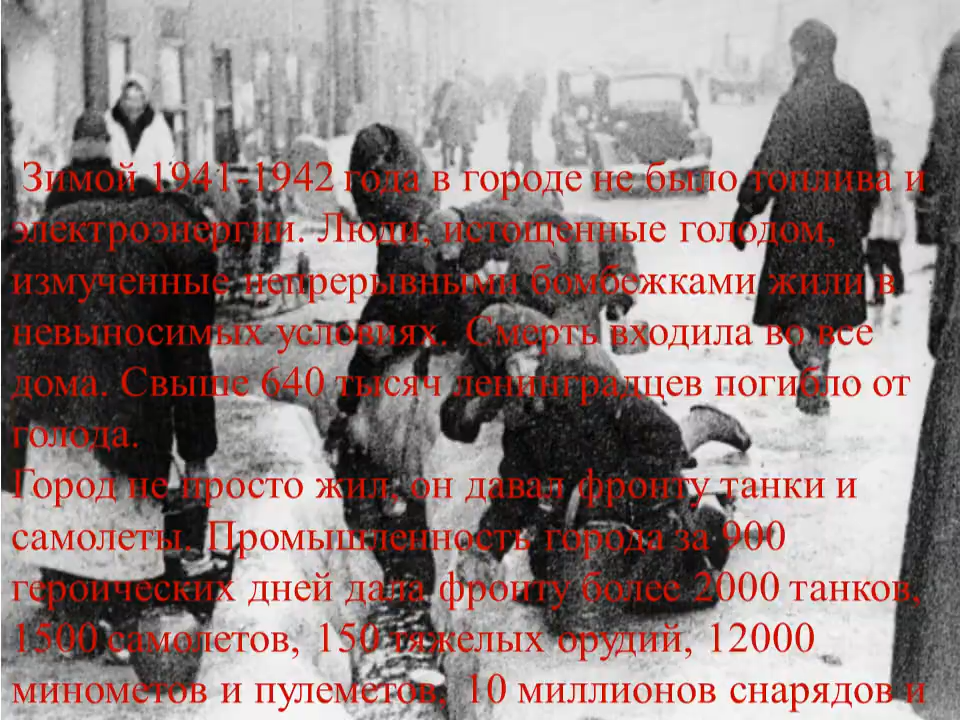 Зимой 1941-1942 года в городе не было топлива и
электроэнергии. Люди, истощенные голодом,
измученные непрерывными бомбежками жили в
невыносимых условиях. Смерть входила во все
дома. Свыше 640 тысяч ленинградцев погибло от
голода.
Город не просто жил, он давал фронту танки и
самолеты. Промышленность города за 900
героических дней дала фронту более 2000 танков,
1500 самолетов, 150 тяжелых орудий, 12000
минометов и пулеметов, 10 миллионов снарядов и